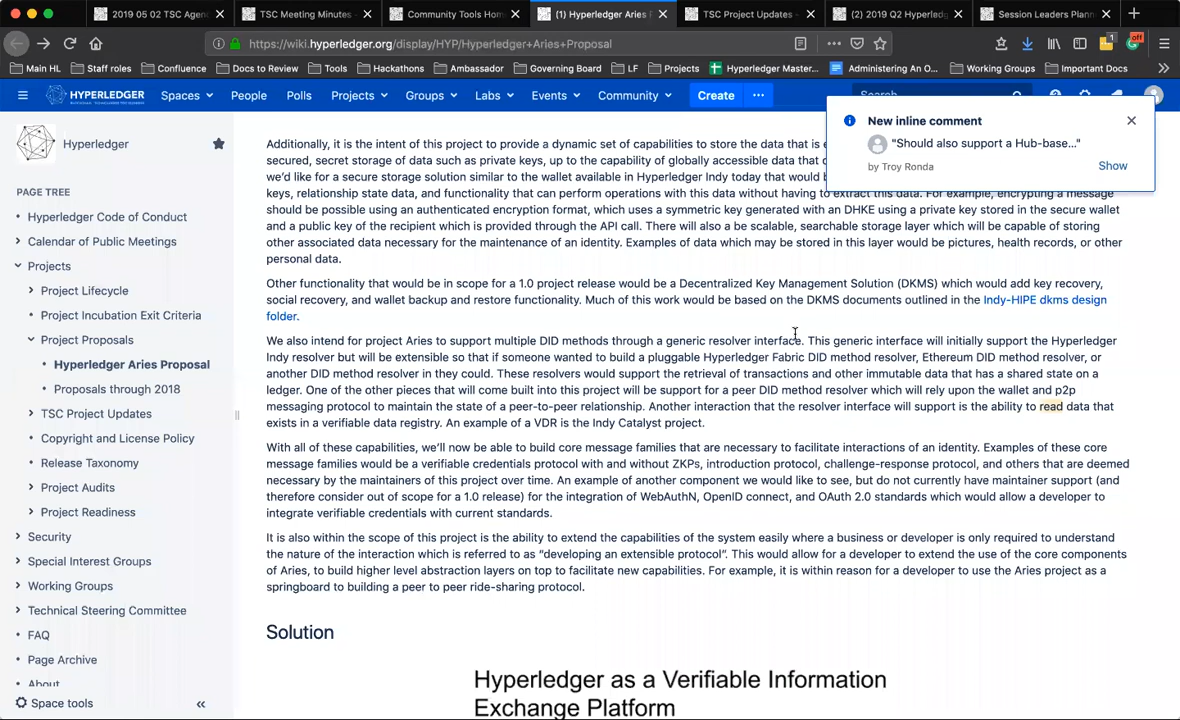 2019 05 02 TSC Agen
TSC Meeting Minutes -
Community Tools Hom
(1) Hyperledger Aries P
TSC Project Updates -
(2) 2019 Q2 Hyperledg
Session Leaders Plann
1
off
https://wiki.hyperledger.org/display/HYP/Hyperledger+Aries+Proposal
Main HL
Staff roles
Confluence
Docs to Review
Tools
Hackathons
Ambassador
Governing Board
LF
Projects
Hyperledger Master...
Administering An O...
Working Groups
Important Docs
HYPERLEDGER
Spaces
People
Polls
Projects
Groups
Labs
Events
Community
Create
Search
New inline comment
"Should also support a Hub-base..."
by Troy Ronda
Show
Hyperledger
PAGE TREE
Hyperledger Code of Conduct
Calendar of Public Meetings
Projects
Project Lifecycle
Project Incubation Exit Criteria
Project Proposals
Hyperledger Aries Proposal
Proposals through 2018
TSC Project Updates
Copyright and License Policy
Release Taxonomy
Project Audits
Project Readiness
Security
Special Interest Groups
Working Groups
Technical Steering Committee
FAQ
Page Archive
About
Space tools
Additionally, it is the intent of this project to provide a dynamic set of capabilities to store the data that is e
secured, secret storage of data such as private keys, up to the capability of globally accessible data that c
we'd like for a secure storage solution similar to the wallet available in Hyperledger Indy today that would b
keys, relationship state data, and functionality that can perform operations with this data without having to extract this data. For example, encrypting a message
should be possible using an authenticated encryption format, which uses a symmetric key generated with an DHKE using a private key stored in the secure wallet
and a public key of the recipient which is provided through the API call. There will also be a scalable, searchable storage layer which will be capable of storing
other associated data necessary for the maintenance of an identity. Examples of data which may be stored in this layer would be pictures, health records, or other
personal data.
Other functionality that would be in scope for a 1.0 project release would be a Decentralized Key Management Solution (DKMS) which would add key recovery,
social recovery, and wallet backup and restore functionality. Much of this work would be based on the DKMS documents outlined in the Indy-HIPE dkms design
folder.
We also intend for project Aries to support multiple DID methods through a generic resolver interface. This generic interface will initially support the Hyperledger
Indy resolver but will be extensible so that if someone wanted to build a pluggable Hyperledger Fabric DID method resolver, Ethereum DID method resolver, or
another DID method resolver in they could. These resolvers would support the retrieval of transactions and other immutable data that has a shared state on a
ledger. One of the other pieces that will come built into this project will be support for a peer DID method resolver which will rely upon the wallet and p2p
messaging protocol to maintain the state of a peer-to-peer relationship. Another interaction that the resolver interface will support is the ability to read data that
exists in a verifiable data registry. An example of a VDR is the Indy Catalyst project.
With all of these capabilities, we'll now be able to build core message families that are necessary to facilitate interactions of an identity. Examples of these core
message families would be a verifiable credentials protocol with and without ZKPs, introduction protocol, challenge-response protocol, and others that are deemed
necessary by the maintainers of this project over time. An example of another component we would like to see, but do not currently have maintainer support (and
therefore consider out of scope for a 1.0 release) for the integration of WebAuthN, OpenID connect, and OAuth 2.0 standards which would allow a developer to
integrate verifiable credentials with current standards.
It is also within the scope of this project is the ability to extend the capabilities of the system easily where a business or developer is only required to understand
the nature of the interaction which is referred to as "developing an extensible protocol". This would allow for a developer to extend the use of the core components
of Aries, to build higher level abstraction layers on top to facilitate new capabilities. For example, it is within reason for a developer to use the Aries project as a
springboard to building a peer to peer ride-sharing protocol.
Solution
Hyperledger as a Verifiable Information
Exchange Platform